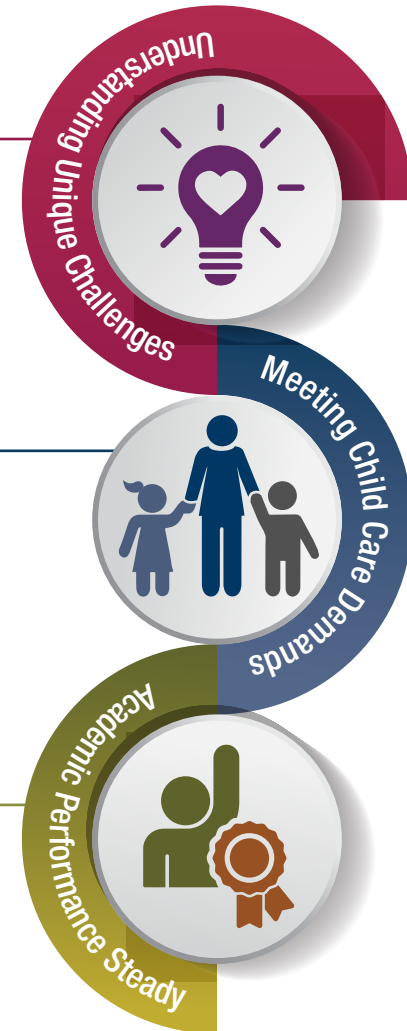 Understanding Unique Challenges
Meeting Child Care Demands
Academic Performance Steady